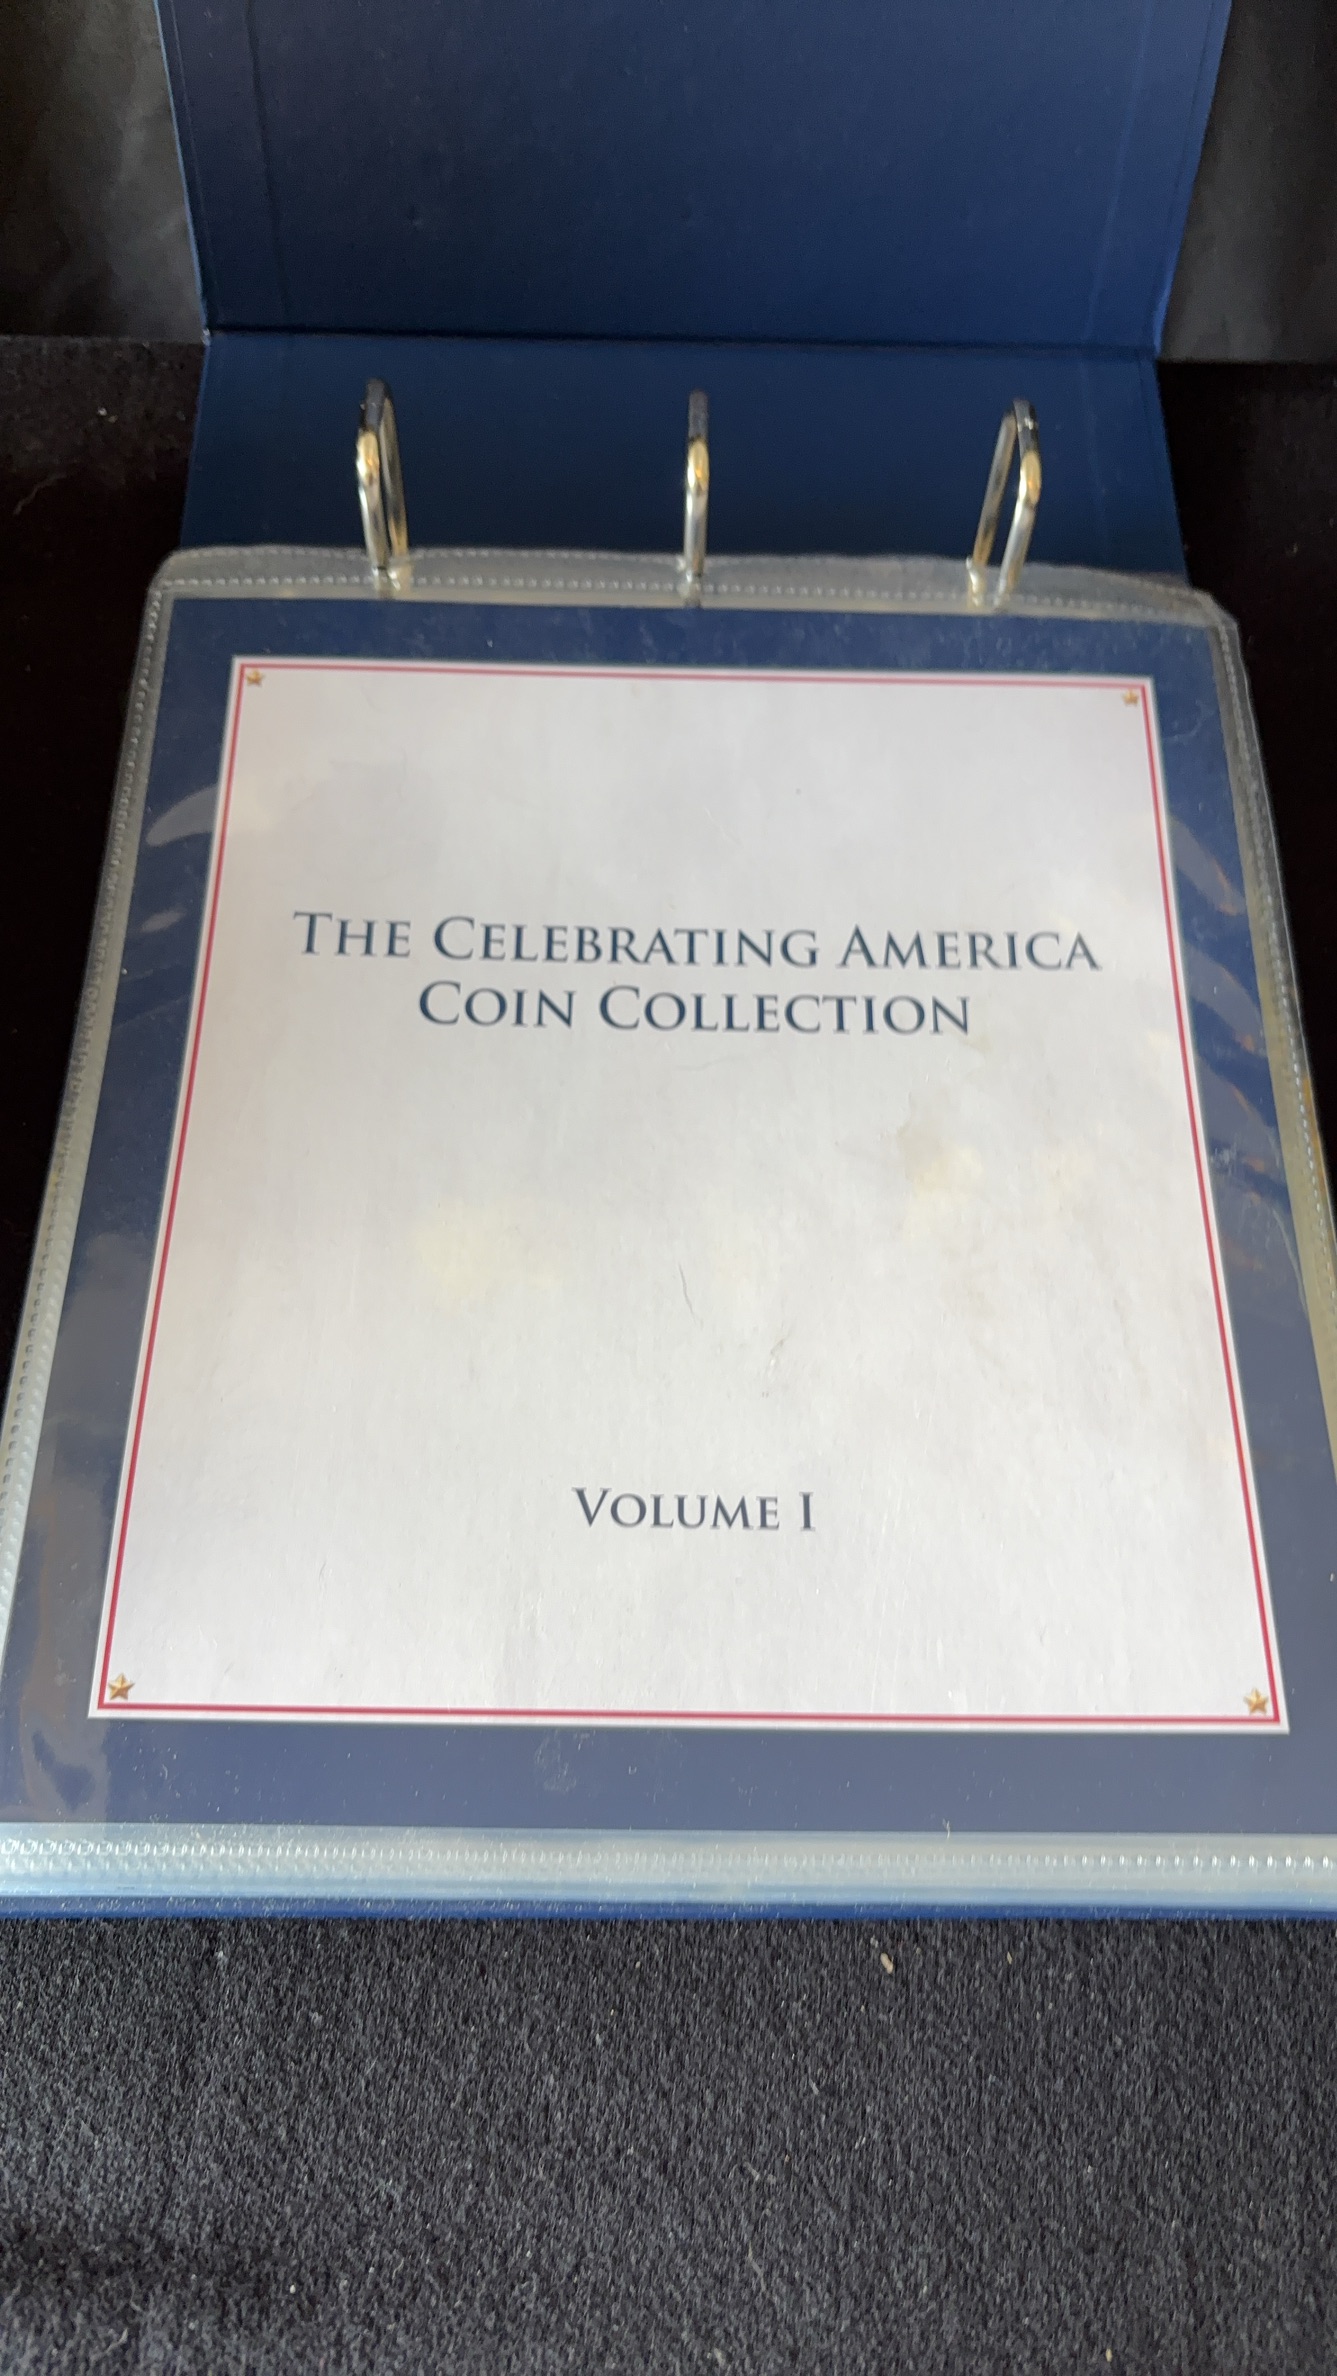 The Celebrating America
Coin Collection
Volume I